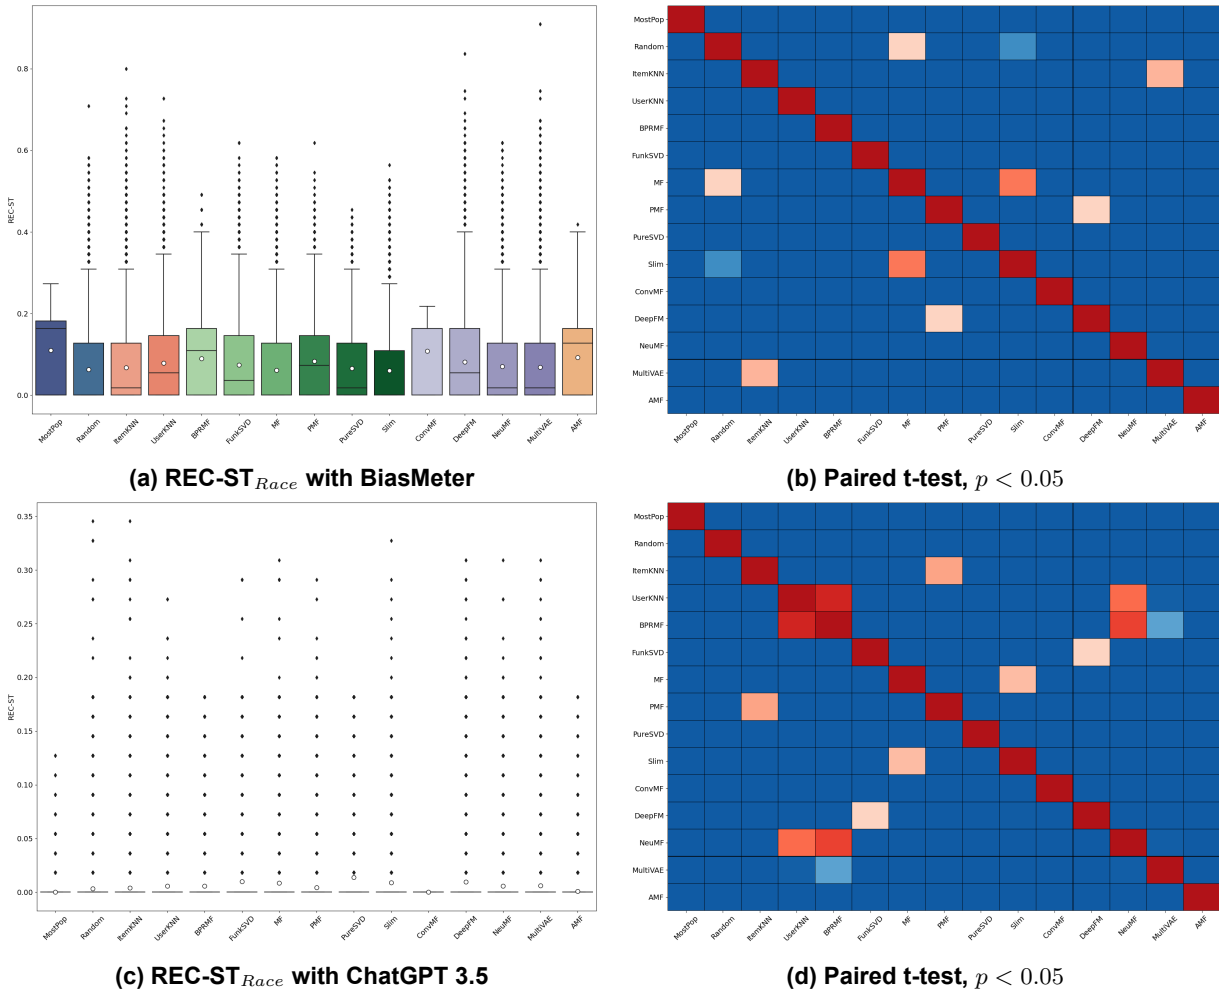 REC-ST
0.8
0.6
0.4
0.2
0.0
MostPop Random ItemKNN UserKNN BPRMF FunkSVD MF PMF PureSVD Slim ConvMF DeepFM NeuMF MultiVAE AMF
(a) REC-ST_Race with BiasMeter
MostPop
Random
ItemKNN
UserKNN
BPRMF
FunkSVD
MF
PMF
PureSVD
Slim
ConvMF
DeepFM
NeuMF
MultiVAE
AMF
MostPop Random ItemKNN UserKNN BPRMF FunkSVD MF PMF PureSVD Slim ConvMF DeepFM NeuMF MultiVAE AMF
(b) Paired t-test, p < 0.05
REC-ST
0.35
0.30
0.25
0.20
0.15
0.10
0.05
0.00
MostPop Random ItemKNN UserKNN BPRMF FunkSVD MF PMF PureSVD Slim ConvMF DeepFM NeuMF MultiVAE AMF
(c) REC-ST_Race with ChatGPT 3.5
MostPop
Random
ItemKNN
UserKNN
BPRMF
FunkSVD
MF
PMF
PureSVD
Slim
ConvMF
DeepFM
NeuMF
MultiVAE
AMF
MostPop Random ItemKNN UserKNN BPRMF FunkSVD MF PMF PureSVD Slim ConvMF DeepFM NeuMF MultiVAE AMF
(d) Paired t-test, p < 0.05